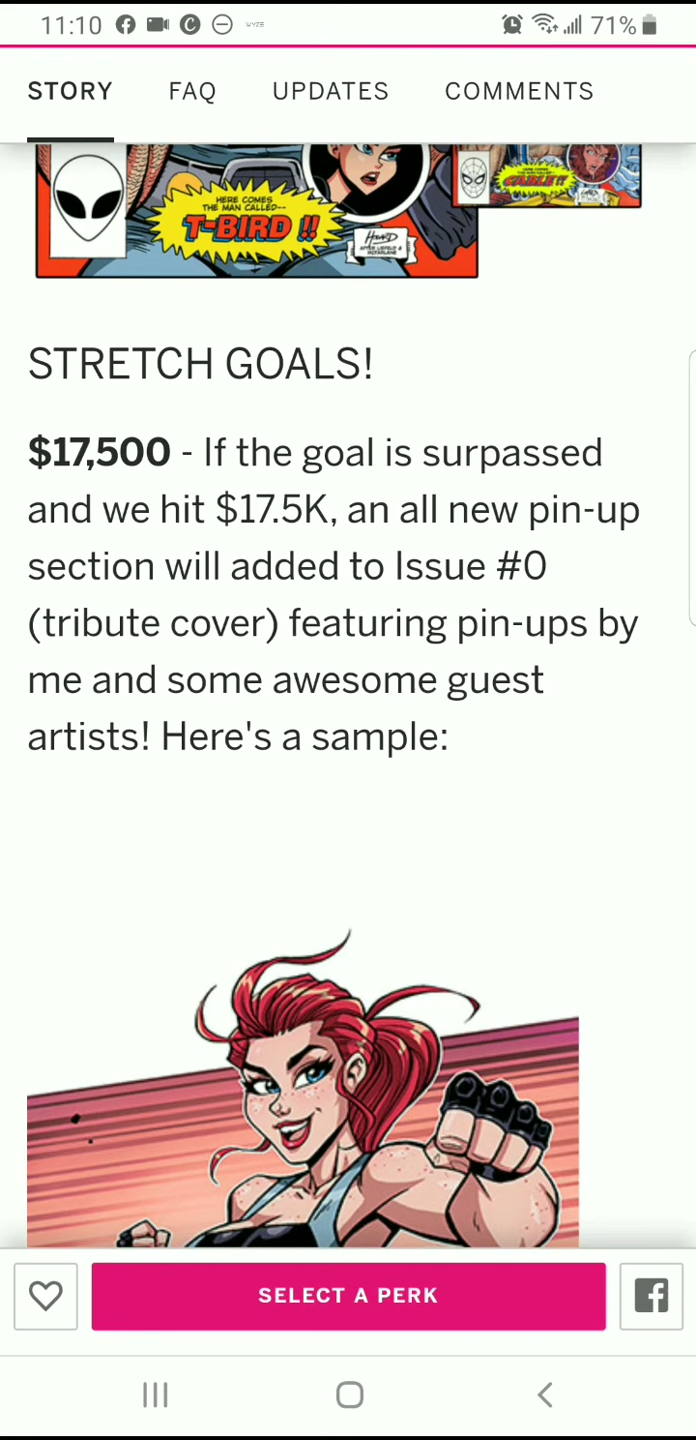 11:10
WYZE
71%
STORY FAQ UPDATES COMMENTS
HERE COMES
THE MAN CALLED--
T-BIRD !!
CABLE!!
STRETCH GOALS!
$17,500 - If the goal is surpassed
and we hit $17.5K, an all new pin-up
section will added to Issue #0
(tribute cover) featuring pin-ups by
me and some awesome guest
artists! Here's a sample:
SELECT A PERK